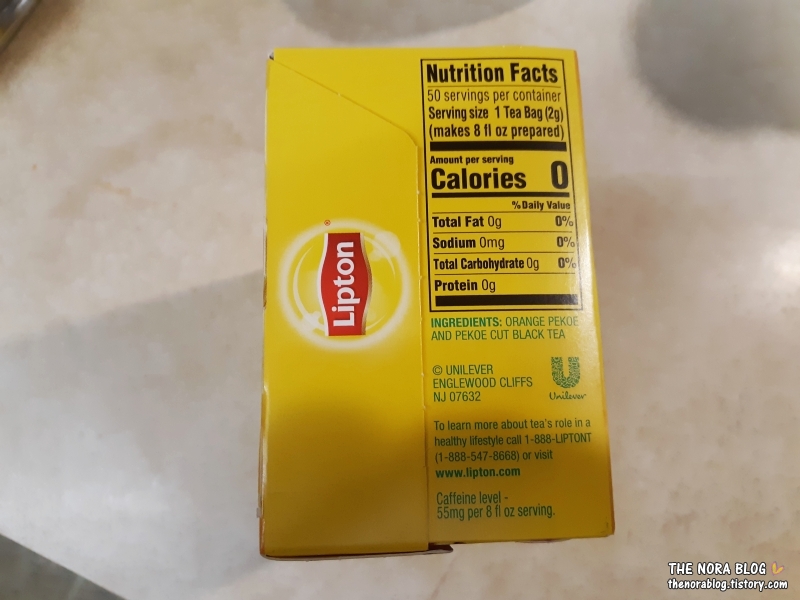 Lipton
®
Nutrition Facts
50 servings per container
Serving size 1 Tea Bag (2g)
(makes 8 fl oz prepared)
Amount per serving
Calories 0
% Daily Value
Total Fat 0g 0%
Sodium 0mg 0%
Total Carbohydrate 0g 0%
Protein 0g
INGREDIENTS: ORANGE PEKOE
AND PEKOE CUT BLACK TEA
© UNILEVER
ENGLEWOOD CLIFFS
NJ 07632
Unilever
To learn more about tea's role in a
healthy lifestyle call 1-888-LIPTONT
(1-888-547-8668) or visit
www.lipton.com
Caffeine level -
55mg per 8 fl oz serving.
THE NORA BLOG
thenorablog.tistory.com